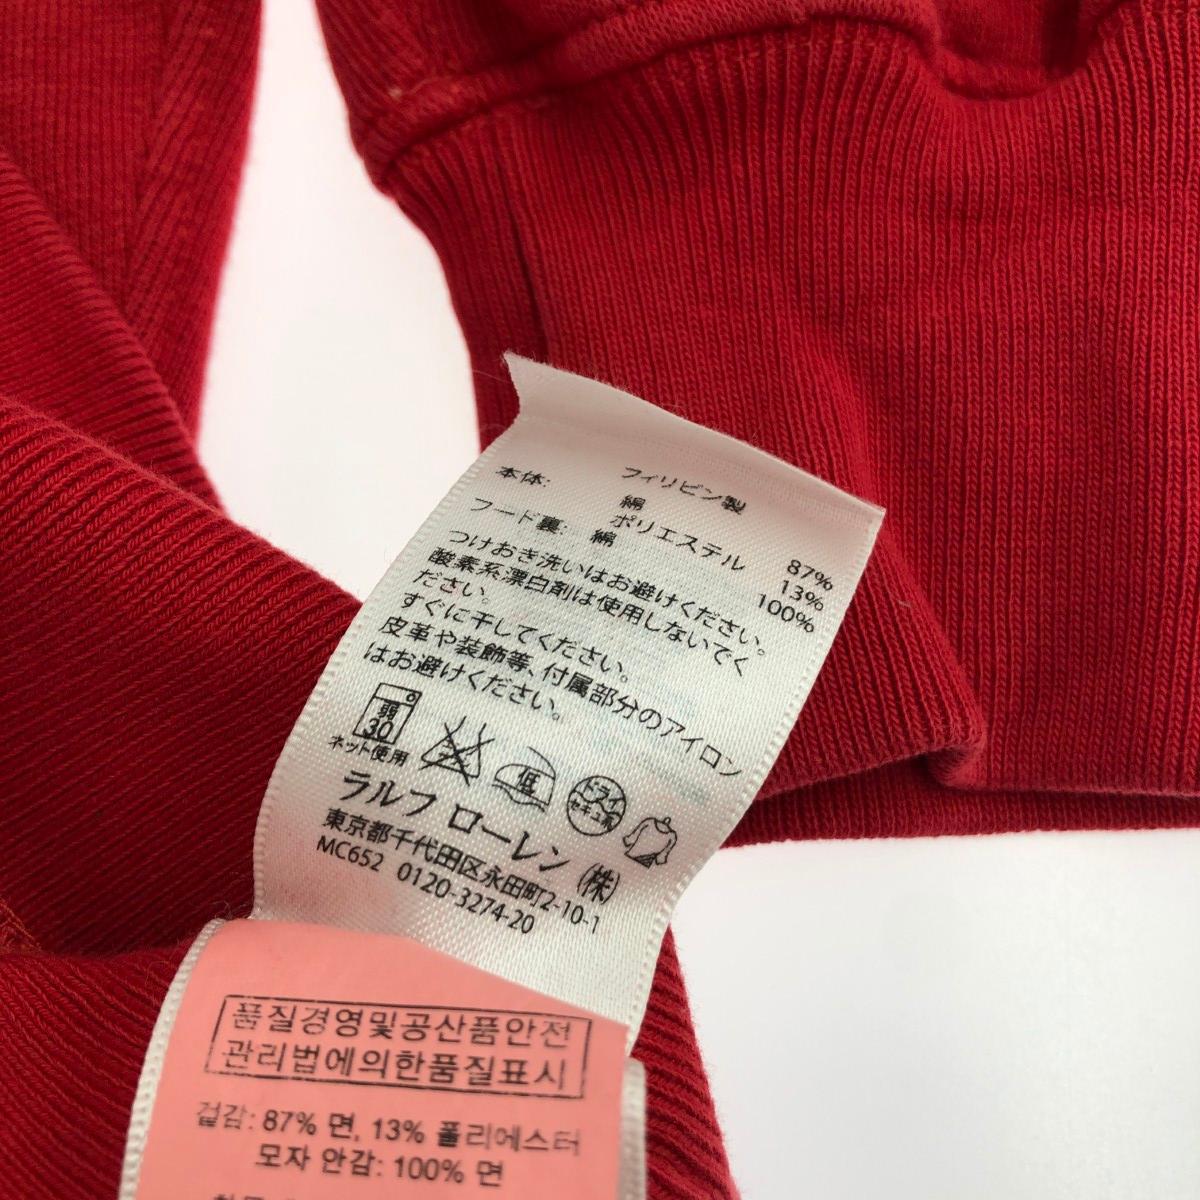 フィリピン製
本体: 綿 87%
ポリエステル 13%
フード裏: 綿 100%
つけおき洗いはお避けください。
酸素系漂白剤は使用しないでく
ださい。
すぐに干してください。
皮革や装飾等、付属部分のアイロン
はお避けください。
弱
30
ネット使用
低
ドライ
セキユ系
ラルフ ローレン (株)
東京都千代田区永田町2-10-1
MC652 0120-3274-20
품질경영및공산품안전
관리법에의한품질표시
겉감: 87% 면, 13% 폴리에스터
모자 안감: 100% 면